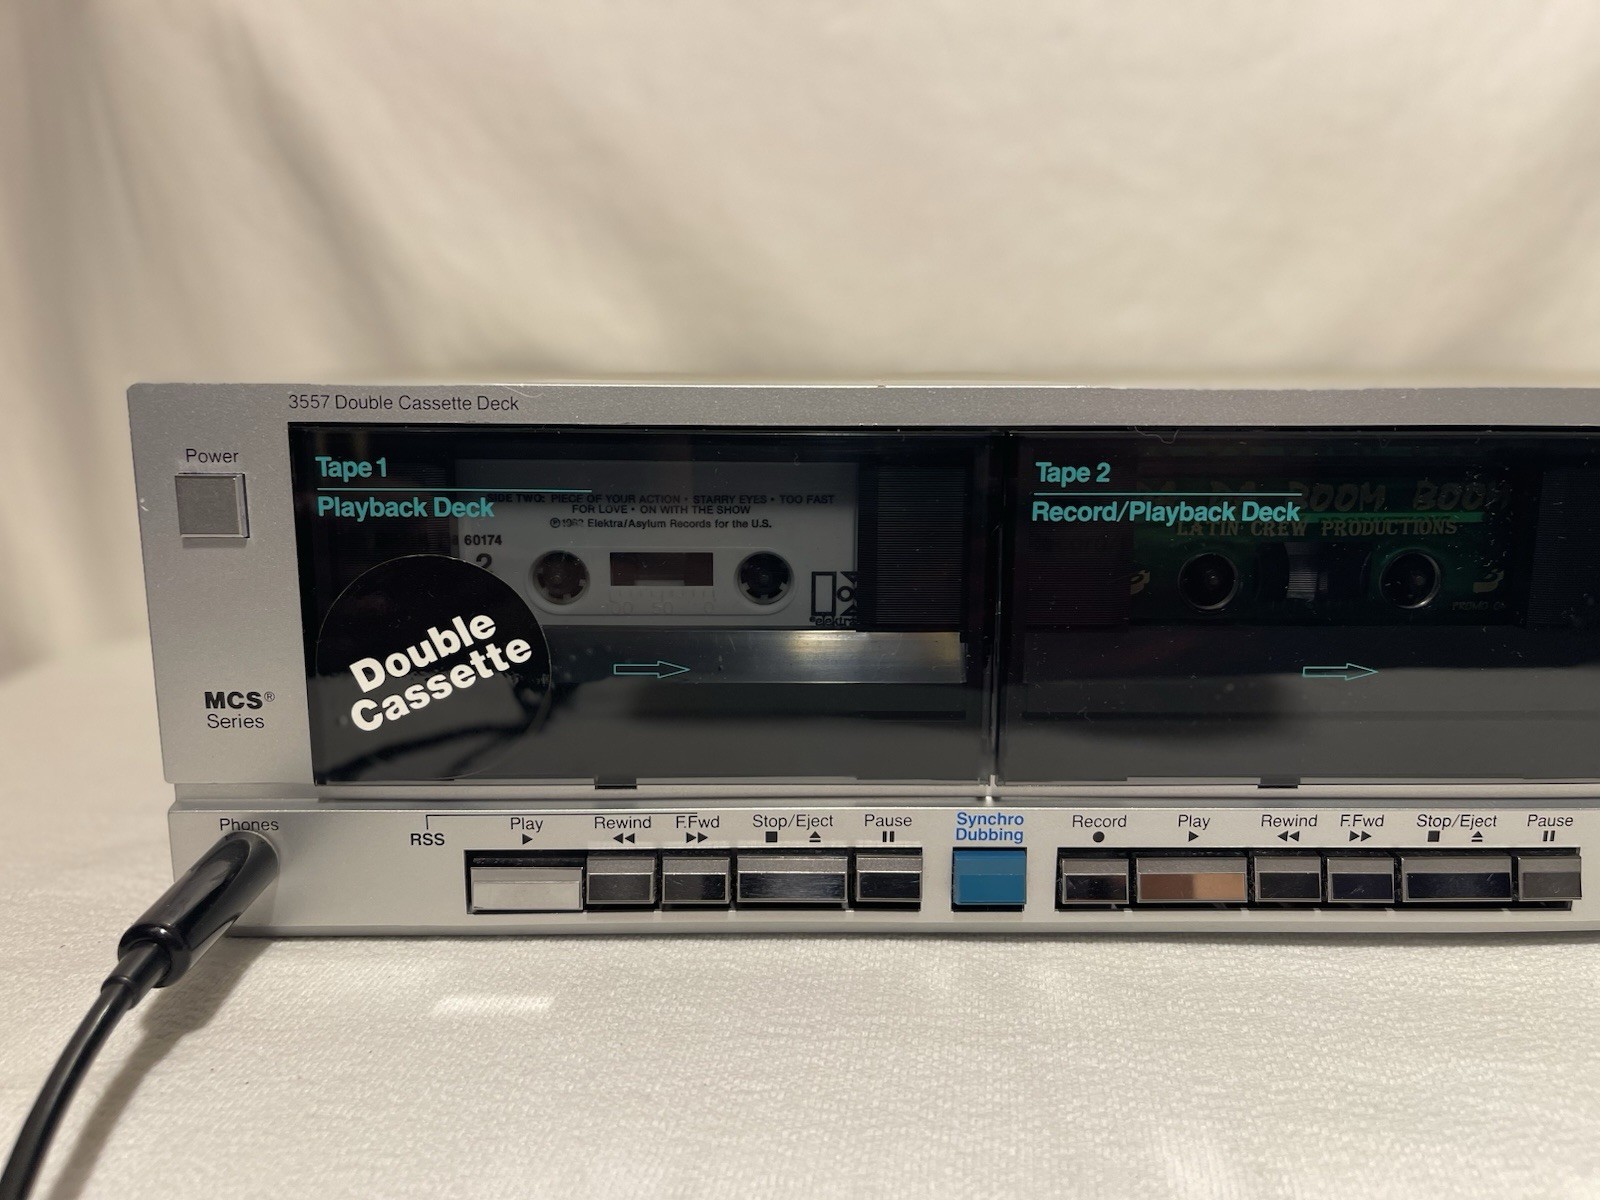 3557 Double Cassette Deck
Power
Tape 1
Playback Deck
SIDE TWO: PIECE OF YOUR ACTION • STARRY EYES • TOO FAST
FOR LOVE • ON WITH THE SHOW
Ⓟ1982 Elektra/Asylum Records for the U.S.
60174
2
elektra
Double
Cassette
Tape 2
Record/Playback Deck
BOOM BOOM
LATIN CREW PRODUCTIONS
MCS®
Series
Phones
RSS
Play
Rewind
F.Fwd
Stop/Eject
Pause
Synchro
Dubbing
Record
Play
Rewind
F.Fwd
Stop/Eject
Pause